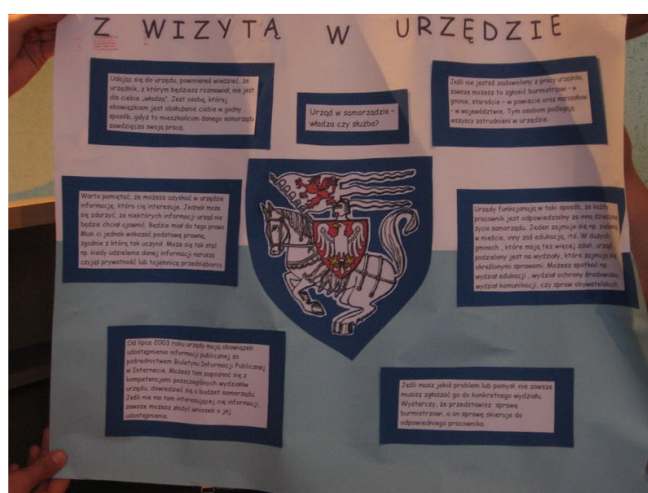 Z WIZYTĄ W URZĘDZIE
Udając się do urzędu, powinieneś wiedzieć, że
urzędnik, z którym będziesz rozmawiał, nie jest
dla ciebie „władzą”. Jest osobą, której
obowiązkiem jest obsłużenie ciebie w godny
sposób, gdyż to mieszkańcom danego samorządu
zawdzięcza swoją pracę.
Urząd w samorządzie –
władza czy służba?
Jeśli nie jesteś zadowolony z pracy urzędnika,
zawsze możesz to zgłosić burmistrzowi – w
gminie, staroście – w powiecie oraz marszałkowi
– w województwie. Tym osobom podlegają
wszyscy zatrudnieni w urzędzie.
Warto pamiętać, że możesz uzyskać w urzędzie
informację, które cię interesuje. Jednak może
się zdarzyć, że niektórych informacji urząd nie
będzie chciał ujawnić. Będzie miał do tego prawo
Musi ci jednak wskazać podstawę prawną,
zgodnie z którą tak uczynił. Może się tak stać
np. kiedy udzielenie danej informacji narusza
czyjąś prywatność lub tajemnicę przedsiębiorcy.
Urzędy funkcjonują w taki sposób, że każdy
pracownik jest odpowiedzialny za inną dziedzinę
życia samorządu. Jeden zajmuje się np. zielenią
w mieście, inny zaś edukacją, itd. W dużych
gminach , które mają też więcej zdań, urząd
podzielony jest na wydziały, które zajmują się
określonymi sprawami. Możesz spotkać np.
wydział edukacji , wydział ochrony środowiska,
wydział komunikacji, czy spraw obywatelskich.
Od lipca 2003 roku urzędy mają obowiązek
udostępnienia informacji publicznej za
pośrednictwem Biuletynu Informacji Publicznej
w Internecie. Możesz tam zapoznać się z
kompetencjami poszczególnych wydziałów
urzędu, dowiedzieć się o budżet samorządu.
Jeśli nie ma tam interesującej cię informacji,
zawsze możesz złożyć wniosek o jej
udostępnienie.
Jeśli masz jakiś problem lub pomysł, nie zawsze
musisz zgłaszać go do konkretnego wydziału.
Wystarczy, że przedstawisz sprawę
burmistrzowi, a on sprawę skieruje do
odpowiedniego pracownika.